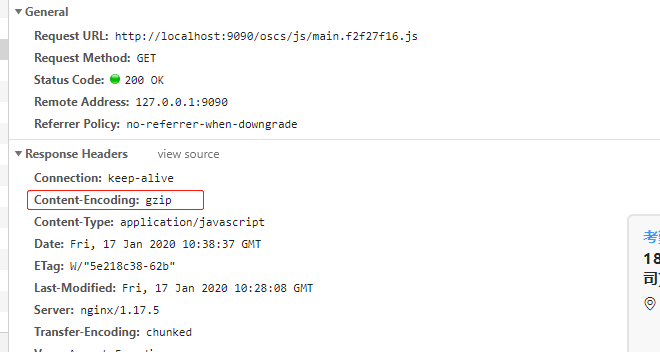 General
Request URL: http://localhost:9090/oscs/js/main.f2f27f16.js
Request Method: GET
Status Code: 200 OK
Remote Address: 127.0.0.1:9090
Referrer Policy: no-referrer-when-downgrade
Response Headers view source
Connection: keep-alive
Content-Encoding: gzip
Content-Type: application/javascript
Date: Fri, 17 Jan 2020 10:38:37 GMT
ETag: W/"5e218c38-62b"
Last-Modified: Fri, 17 Jan 2020 10:28:08 GMT
Server: nginx/1.17.5
Transfer-Encoding: chunked
考
18
司